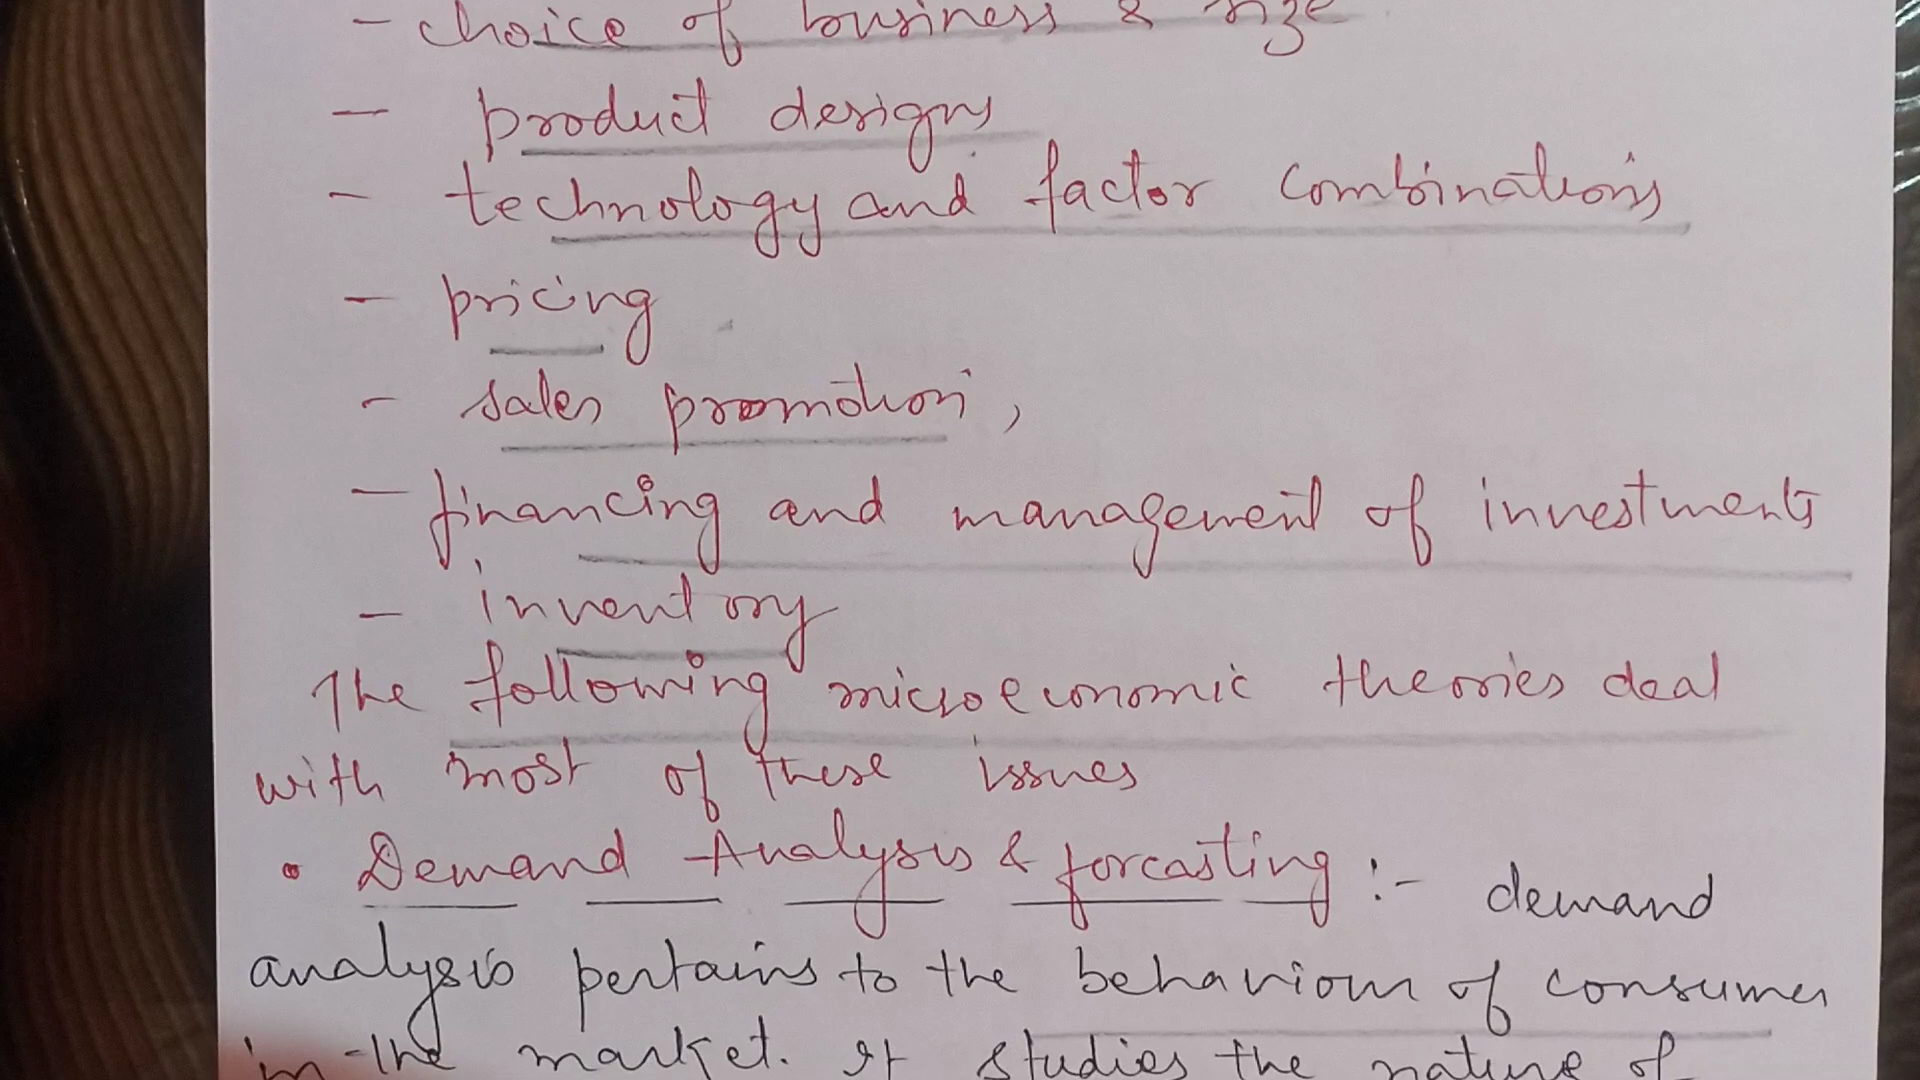 - choice of business & size
- product designs
- technology and factor combinations
- pricing
- sales promotion,
- financing and management of investments
- inventory
The following microeconomic theories deal
with most of these issues
• Demand Analysis & forcasting :- demand
analysis pertains to the behaviour of consumer
in the market. It studies the nature of